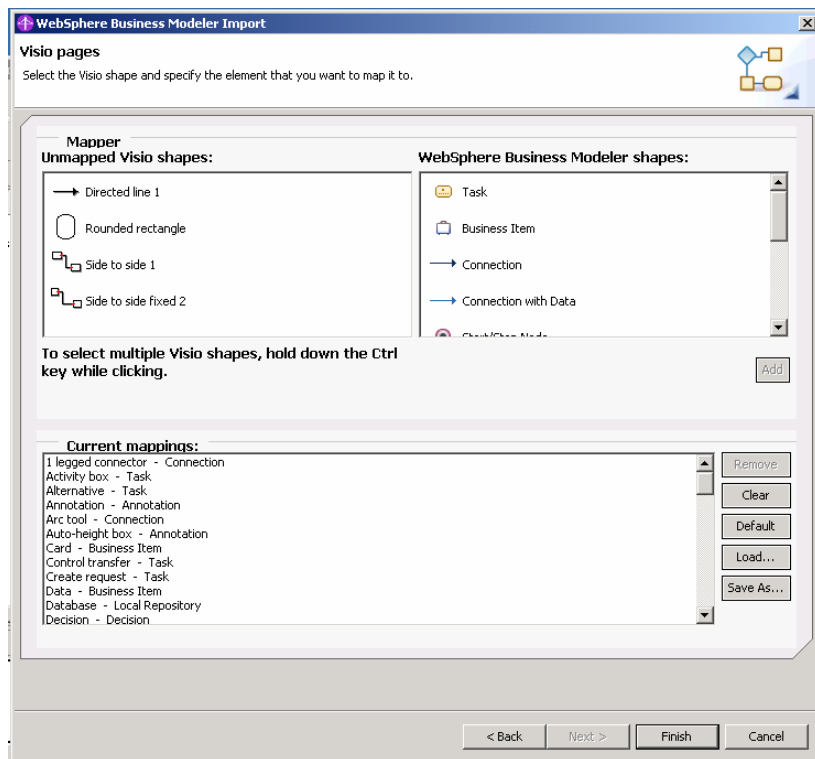 WebSphere Business Modeler Import
Visio pages
Select the Visio shape and specify the element that you want to map it to.
Mapper
Unmapped Visio shapes:
Directed line 1
Rounded rectangle
Side to side 1
Side to side fixed 2
WebSphere Business Modeler shapes:
Task
Business Item
Connection
Connection with Data
Start/Stop Node
To select multiple Visio shapes, hold down the Ctrl
key while clicking.
Add
Current mappings:
1 legged connector - Connection
Activity box - Task
Alternative - Task
Annotation - Annotation
Arc tool - Connection
Auto-height box - Annotation
Card - Business Item
Control transfer - Task
Create request - Task
Data - Business Item
Database - Local Repository
Decision - Decision
Remove
Clear
Default
Load...
Save As...
< Back
Next >
Finish
Cancel